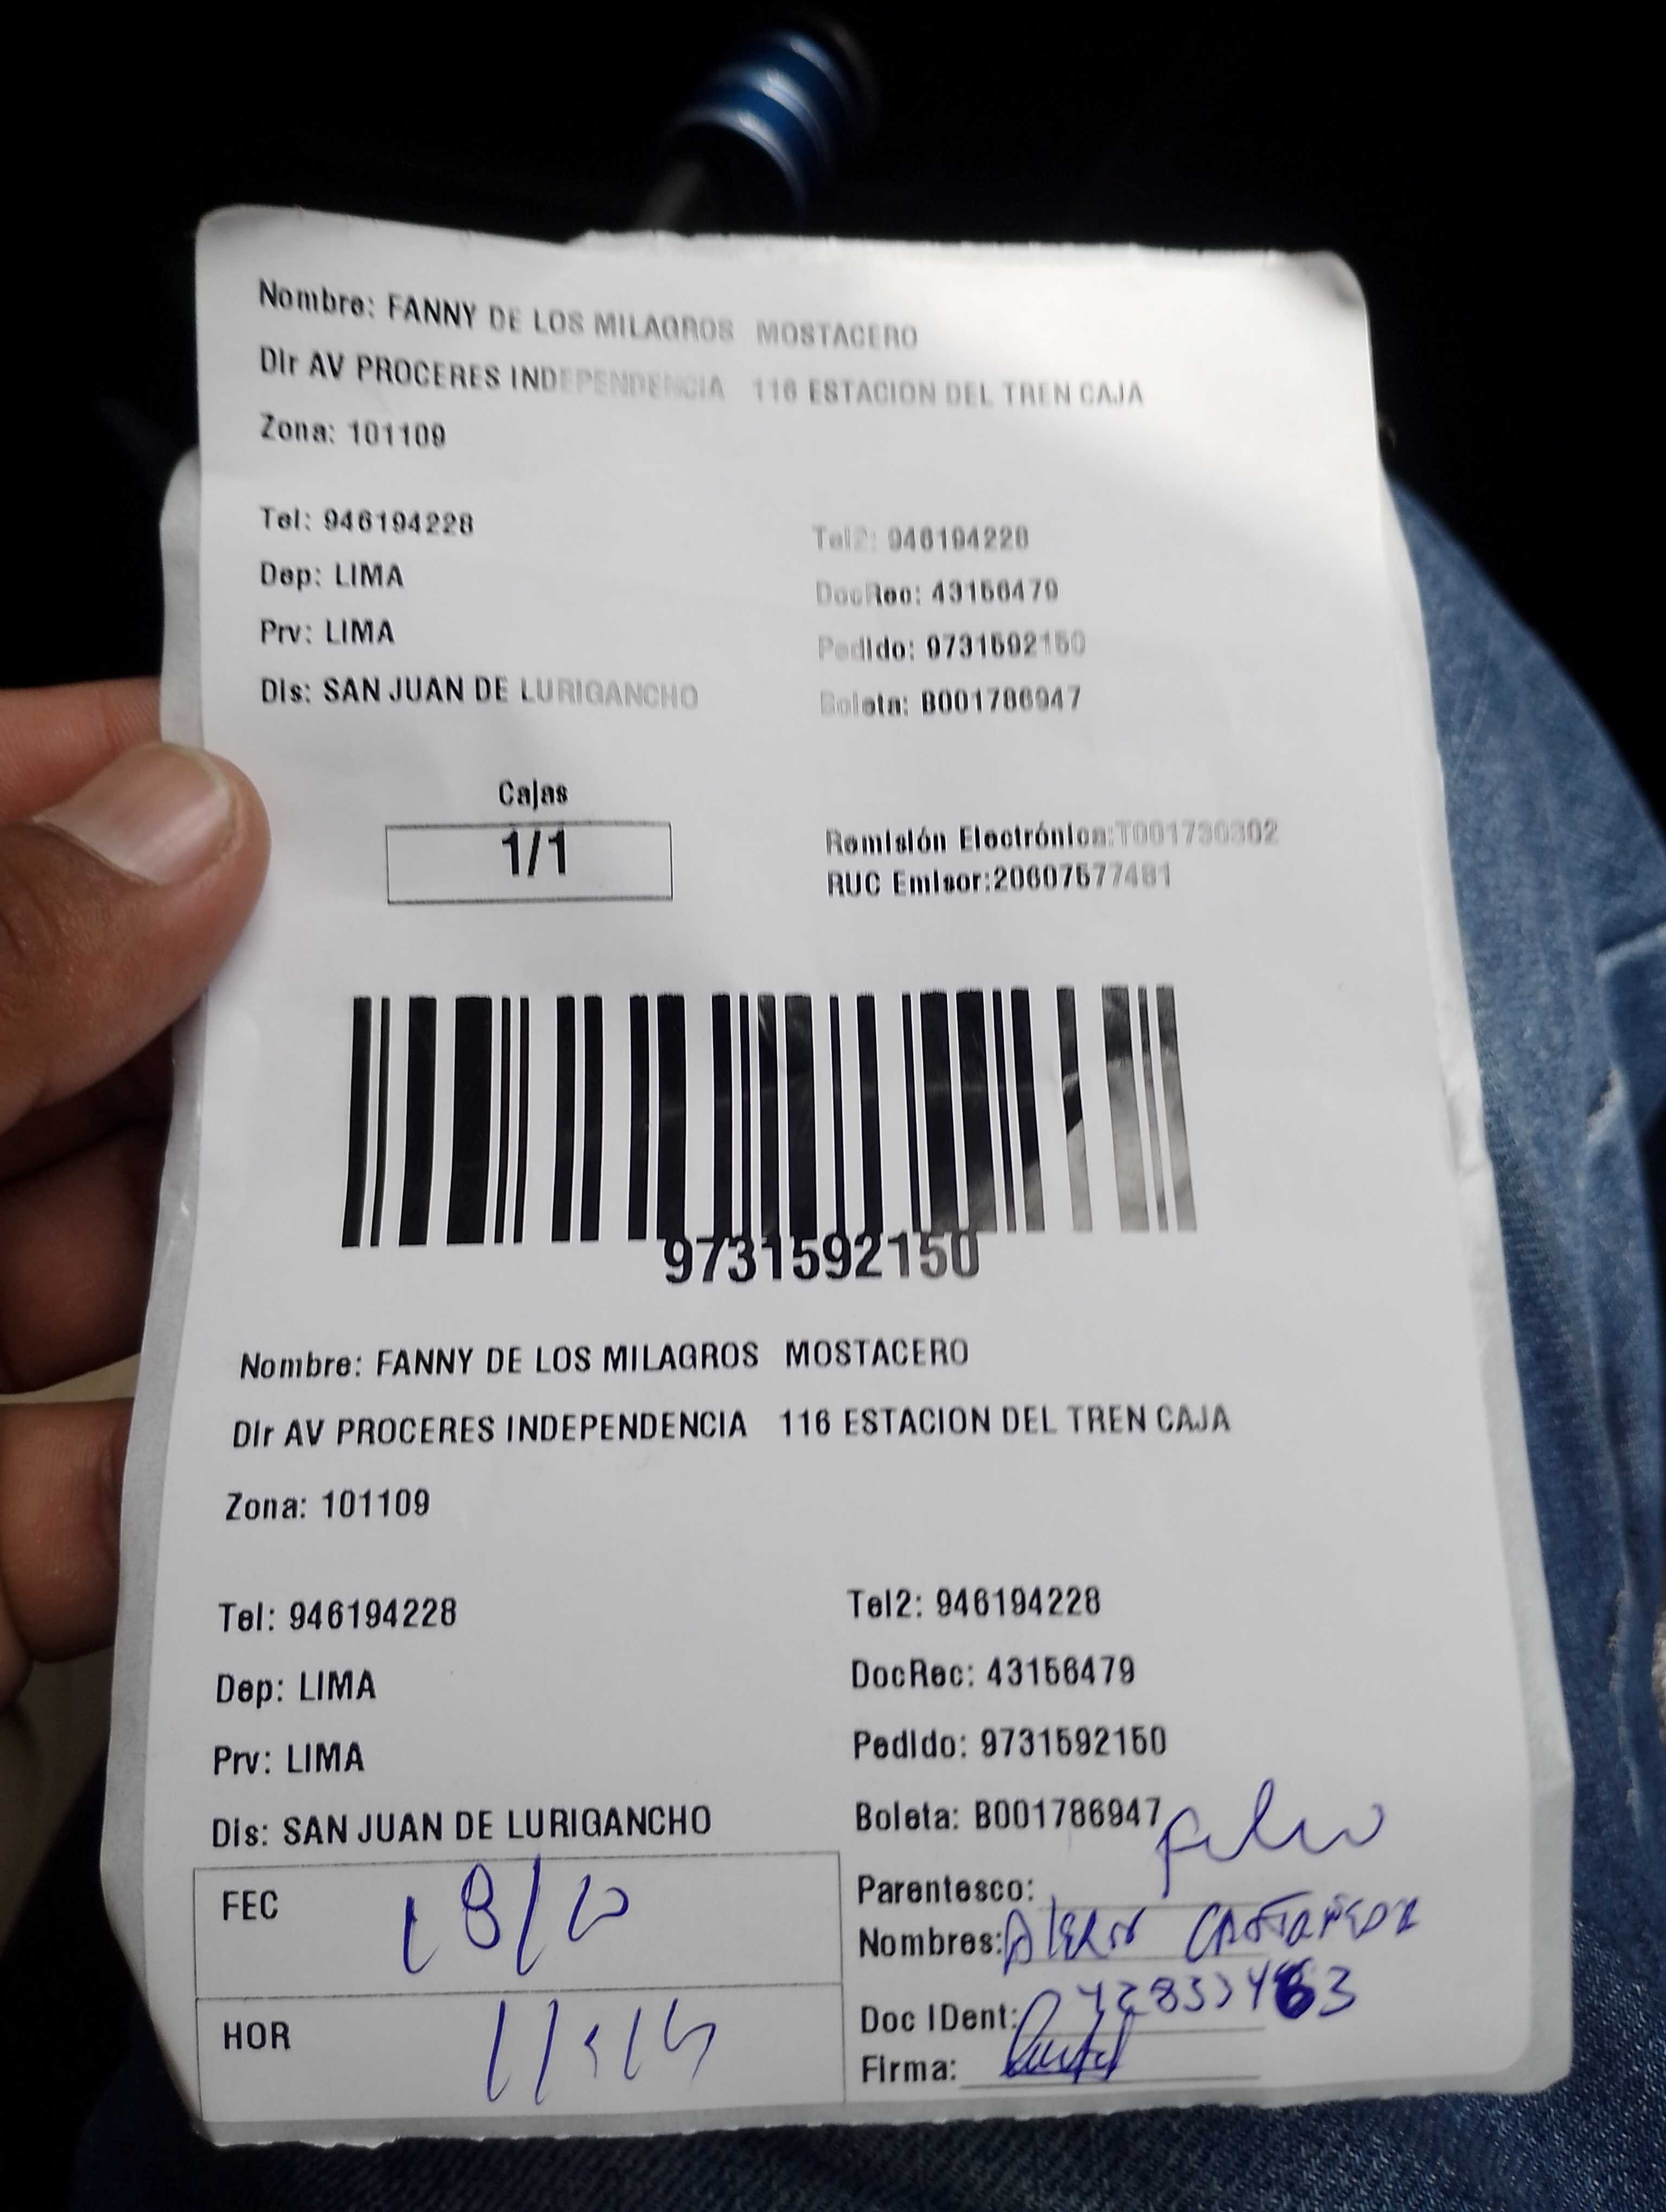 Nombre: FANNY DE LOS MILAGROS MOSTACERO
Dir AV PROCERES INDEPENDENCIA 116 ESTACION DEL TREN CAJA
Zona: 101109
Tel: 946194228 Tel2: 946194228
Dep: LIMA DocRec: 43156479
Prv: LIMA Pedido: 9731592150
Dis: SAN JUAN DE LURIGANCHO Boleta: B001786947
Cajas
1/1
Remisión Electrónica:T001730302
RUC Emisor:20607577481
9731592150
Nombre: FANNY DE LOS MILAGROS MOSTACERO
Dir AV PROCERES INDEPENDENCIA 116 ESTACION DEL TREN CAJA
Zona: 101109
Tel: 946194228 Tel2: 946194228
Dep: LIMA DocRec: 43156479
Prv: LIMA Pedido: 9731592150
Dis: SAN JUAN DE LURIGANCHO Boleta: B001786947
FEC Parentesco:
Nombres: CASTAÑEDA
HOR Doc IDent:
Firma: